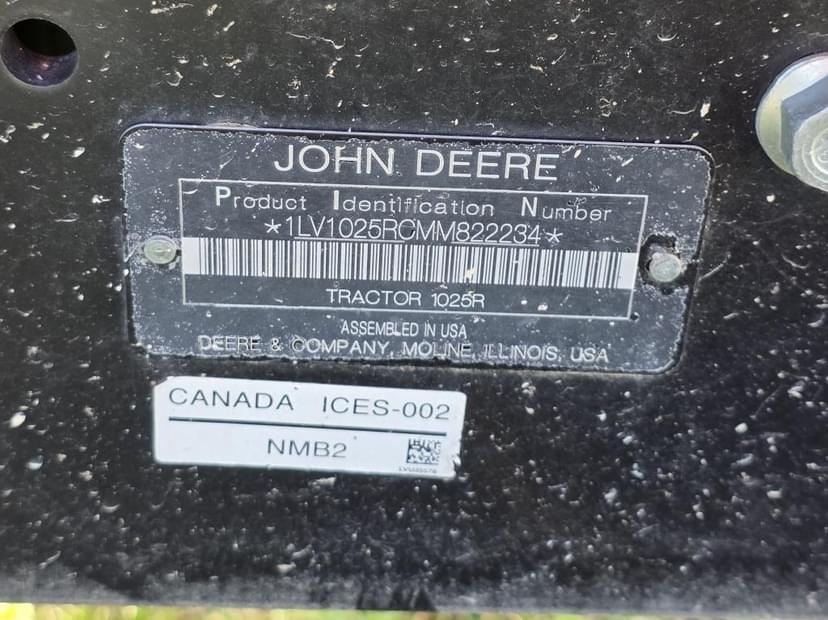 JOHN DEERE
Product Identification Number
*1LV1025RCMM822234*
TRACTOR 1025R
ASSEMBLED IN USA
DEERE & COMPANY, MOLINE, ILLINOIS, USA
CANADA ICES-002
NMB2